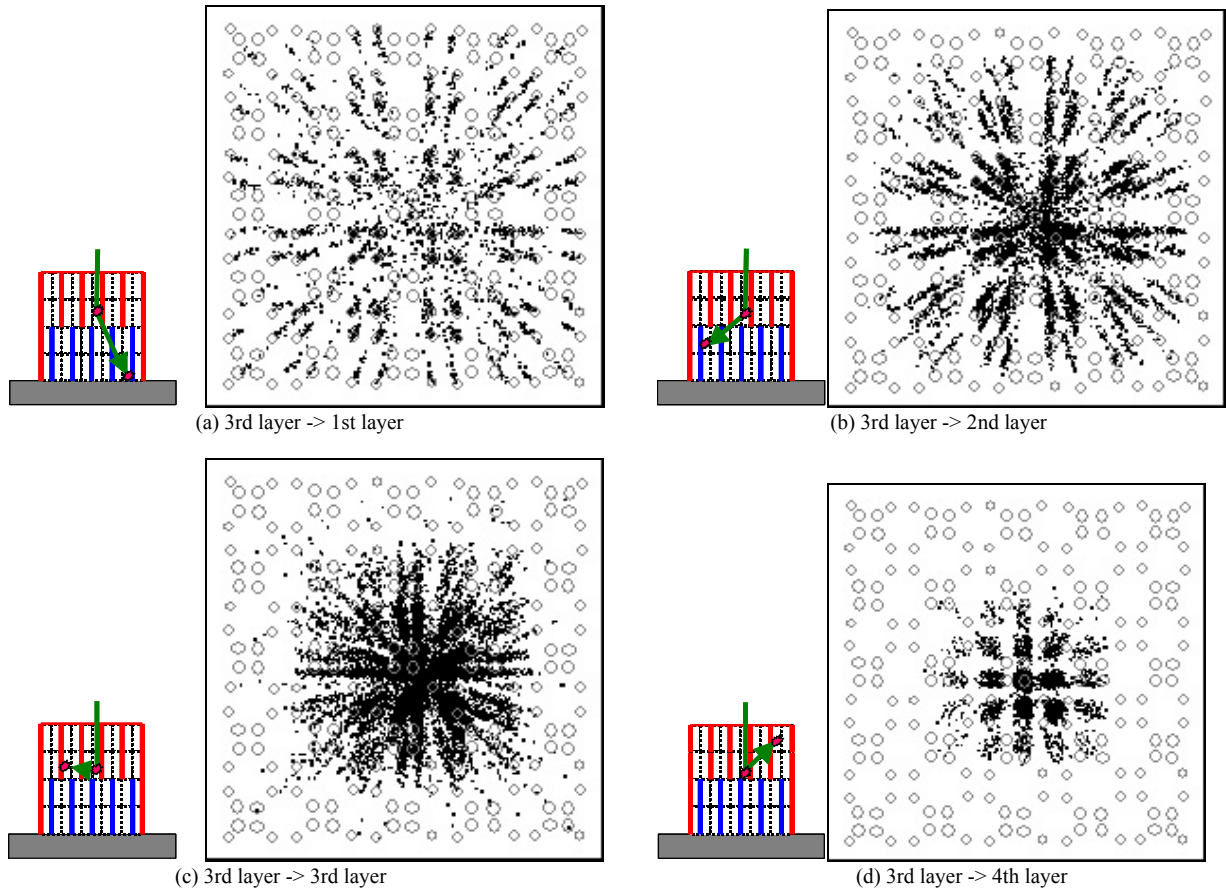 (a) 3rd layer -> 1st layer
(b) 3rd layer -> 2nd layer
(c) 3rd layer -> 3rd layer
(d) 3rd layer -> 4th layer